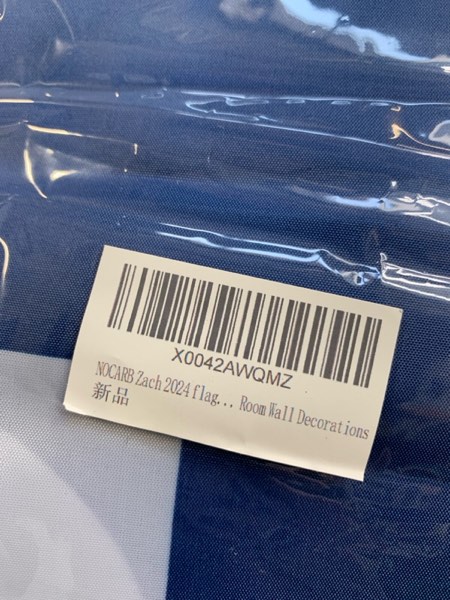 X0042AWQMZ
NOCARB Zach 2024 flag... Room Wall Decorations
新品